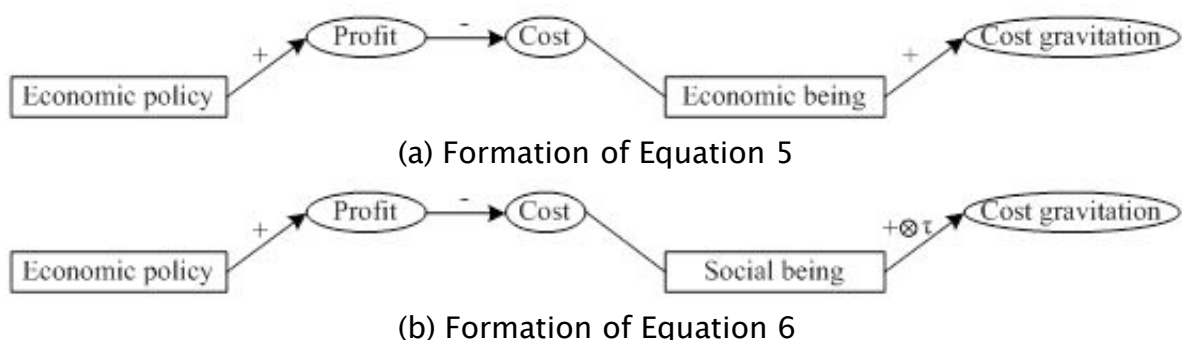 Profit - Cost Cost gravitation
+ +
Economic policy Economic being
(a) Formation of Equation 5
Profit - Cost Cost gravitation
+ +⊗τ
Economic policy Social being
(b) Formation of Equation 6